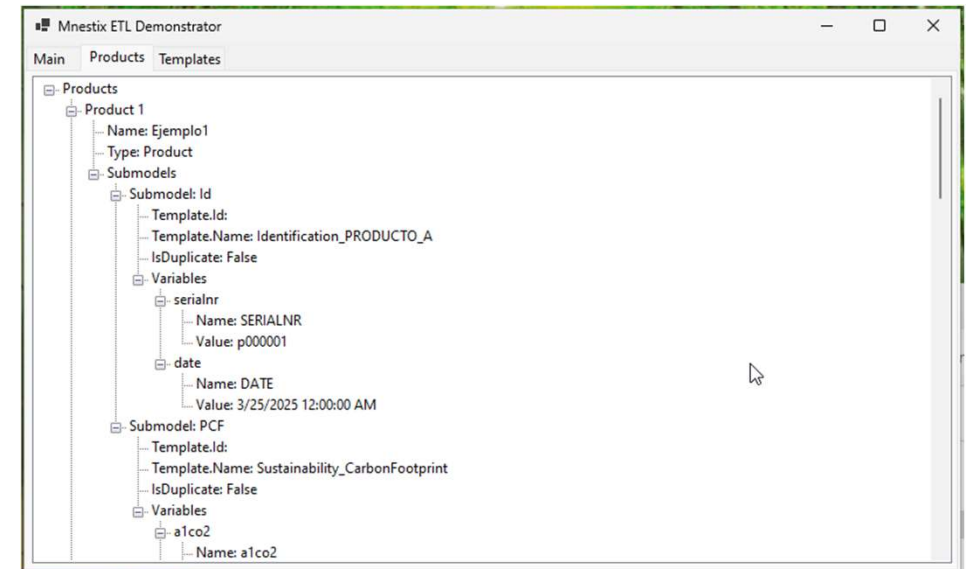 Mnestix ETL Demonstrator
Main Products Templates
Products
Product 1
Name: Ejemplo1
Type: Product
Submodels
Submodel: Id
Template.Id:
Template.Name: Identification_PRODUCTO_A
IsDuplicate: False
Variables
serialnr
Name: SERIALNR
Value: p000001
date
Name: DATE
Value: 3/25/2025 12:00:00 AM
Submodel: PCF
Template.Id:
Template.Name: Sustainability_CarbonFootprint
IsDuplicate: False
Variables
a1co2
Name: a1co2